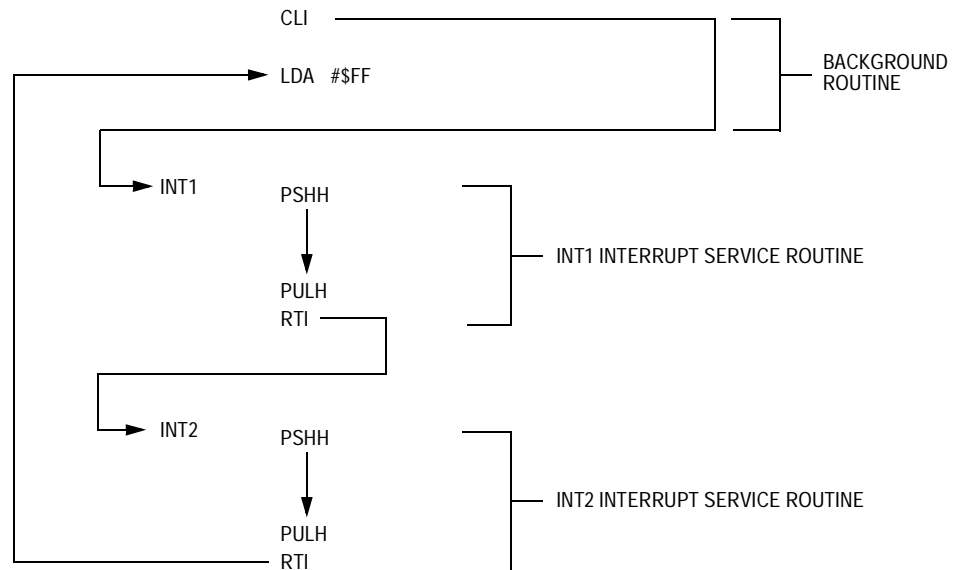 CLI
LDA #$FF
BACKGROUND
ROUTINE
INT1
PSHH
INT1 INTERRUPT SERVICE ROUTINE
PULH
RTI
INT2
PSHH
INT2 INTERRUPT SERVICE ROUTINE
PULH
RTI